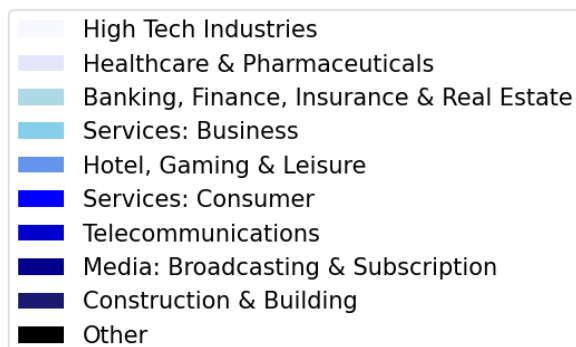 High Tech Industries
Healthcare & Pharmaceuticals
Banking, Finance, Insurance & Real Estate
Services: Business
Hotel, Gaming & Leisure
Services: Consumer
Telecommunications
Media: Broadcasting & Subscription
Construction & Building
Other